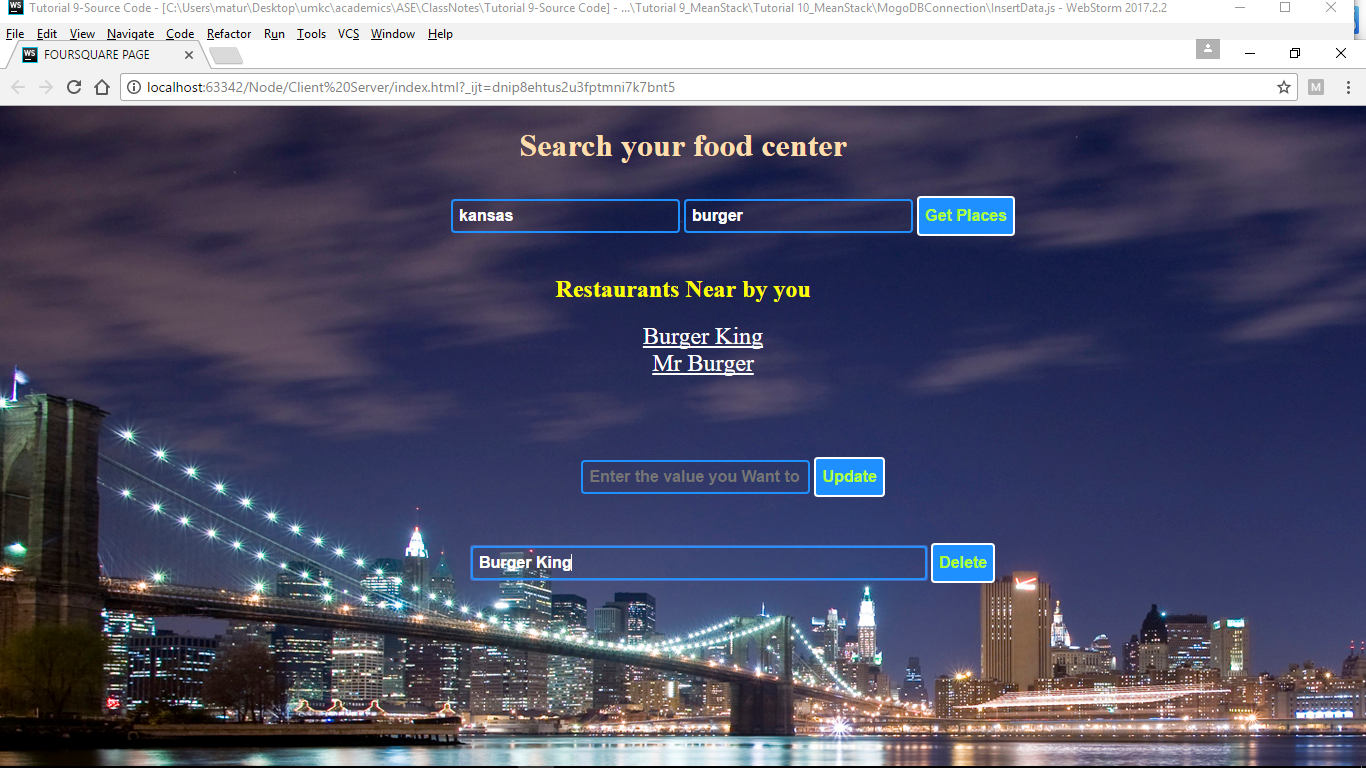 WS Tutorial 9-Source Code - [C:\Users\matur\Desktop\umkc\academics\ASE\ClassNotes\Tutorial 9-Source Code] - ...\Tutorial 9_MeanStack\Tutorial 10_MeanStack\MogoDBConnection\InsertData.js - WebStorm 2017.2.2
File Edit View Navigate Code Refactor Run Tools VCS Window Help
WS FOURSQUARE PAGE
localhost:63342/Node/Client%20Server/index.html?_ijt=dnip8ehtus2u3fptmni7k7bnt5 M
Search your food center
kansas burger Get Places
Restaurants Near by you
Burger King
Mr Burger
Enter the value you Want to Update
Burger King Delete